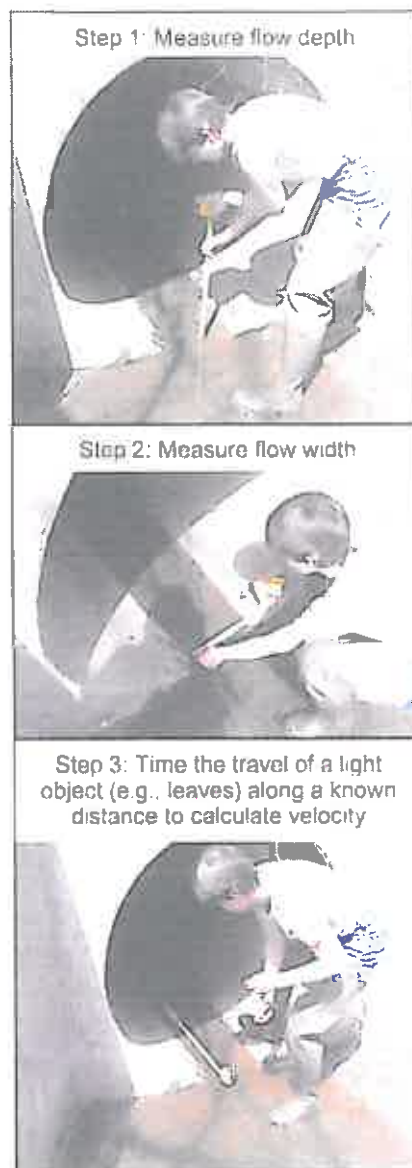 Step 1: Measure flow depth
Step 2: Measure flow width
Step 3: Time the travel of a light
object (e.g., leaves) along a known
distance to calculate velocity